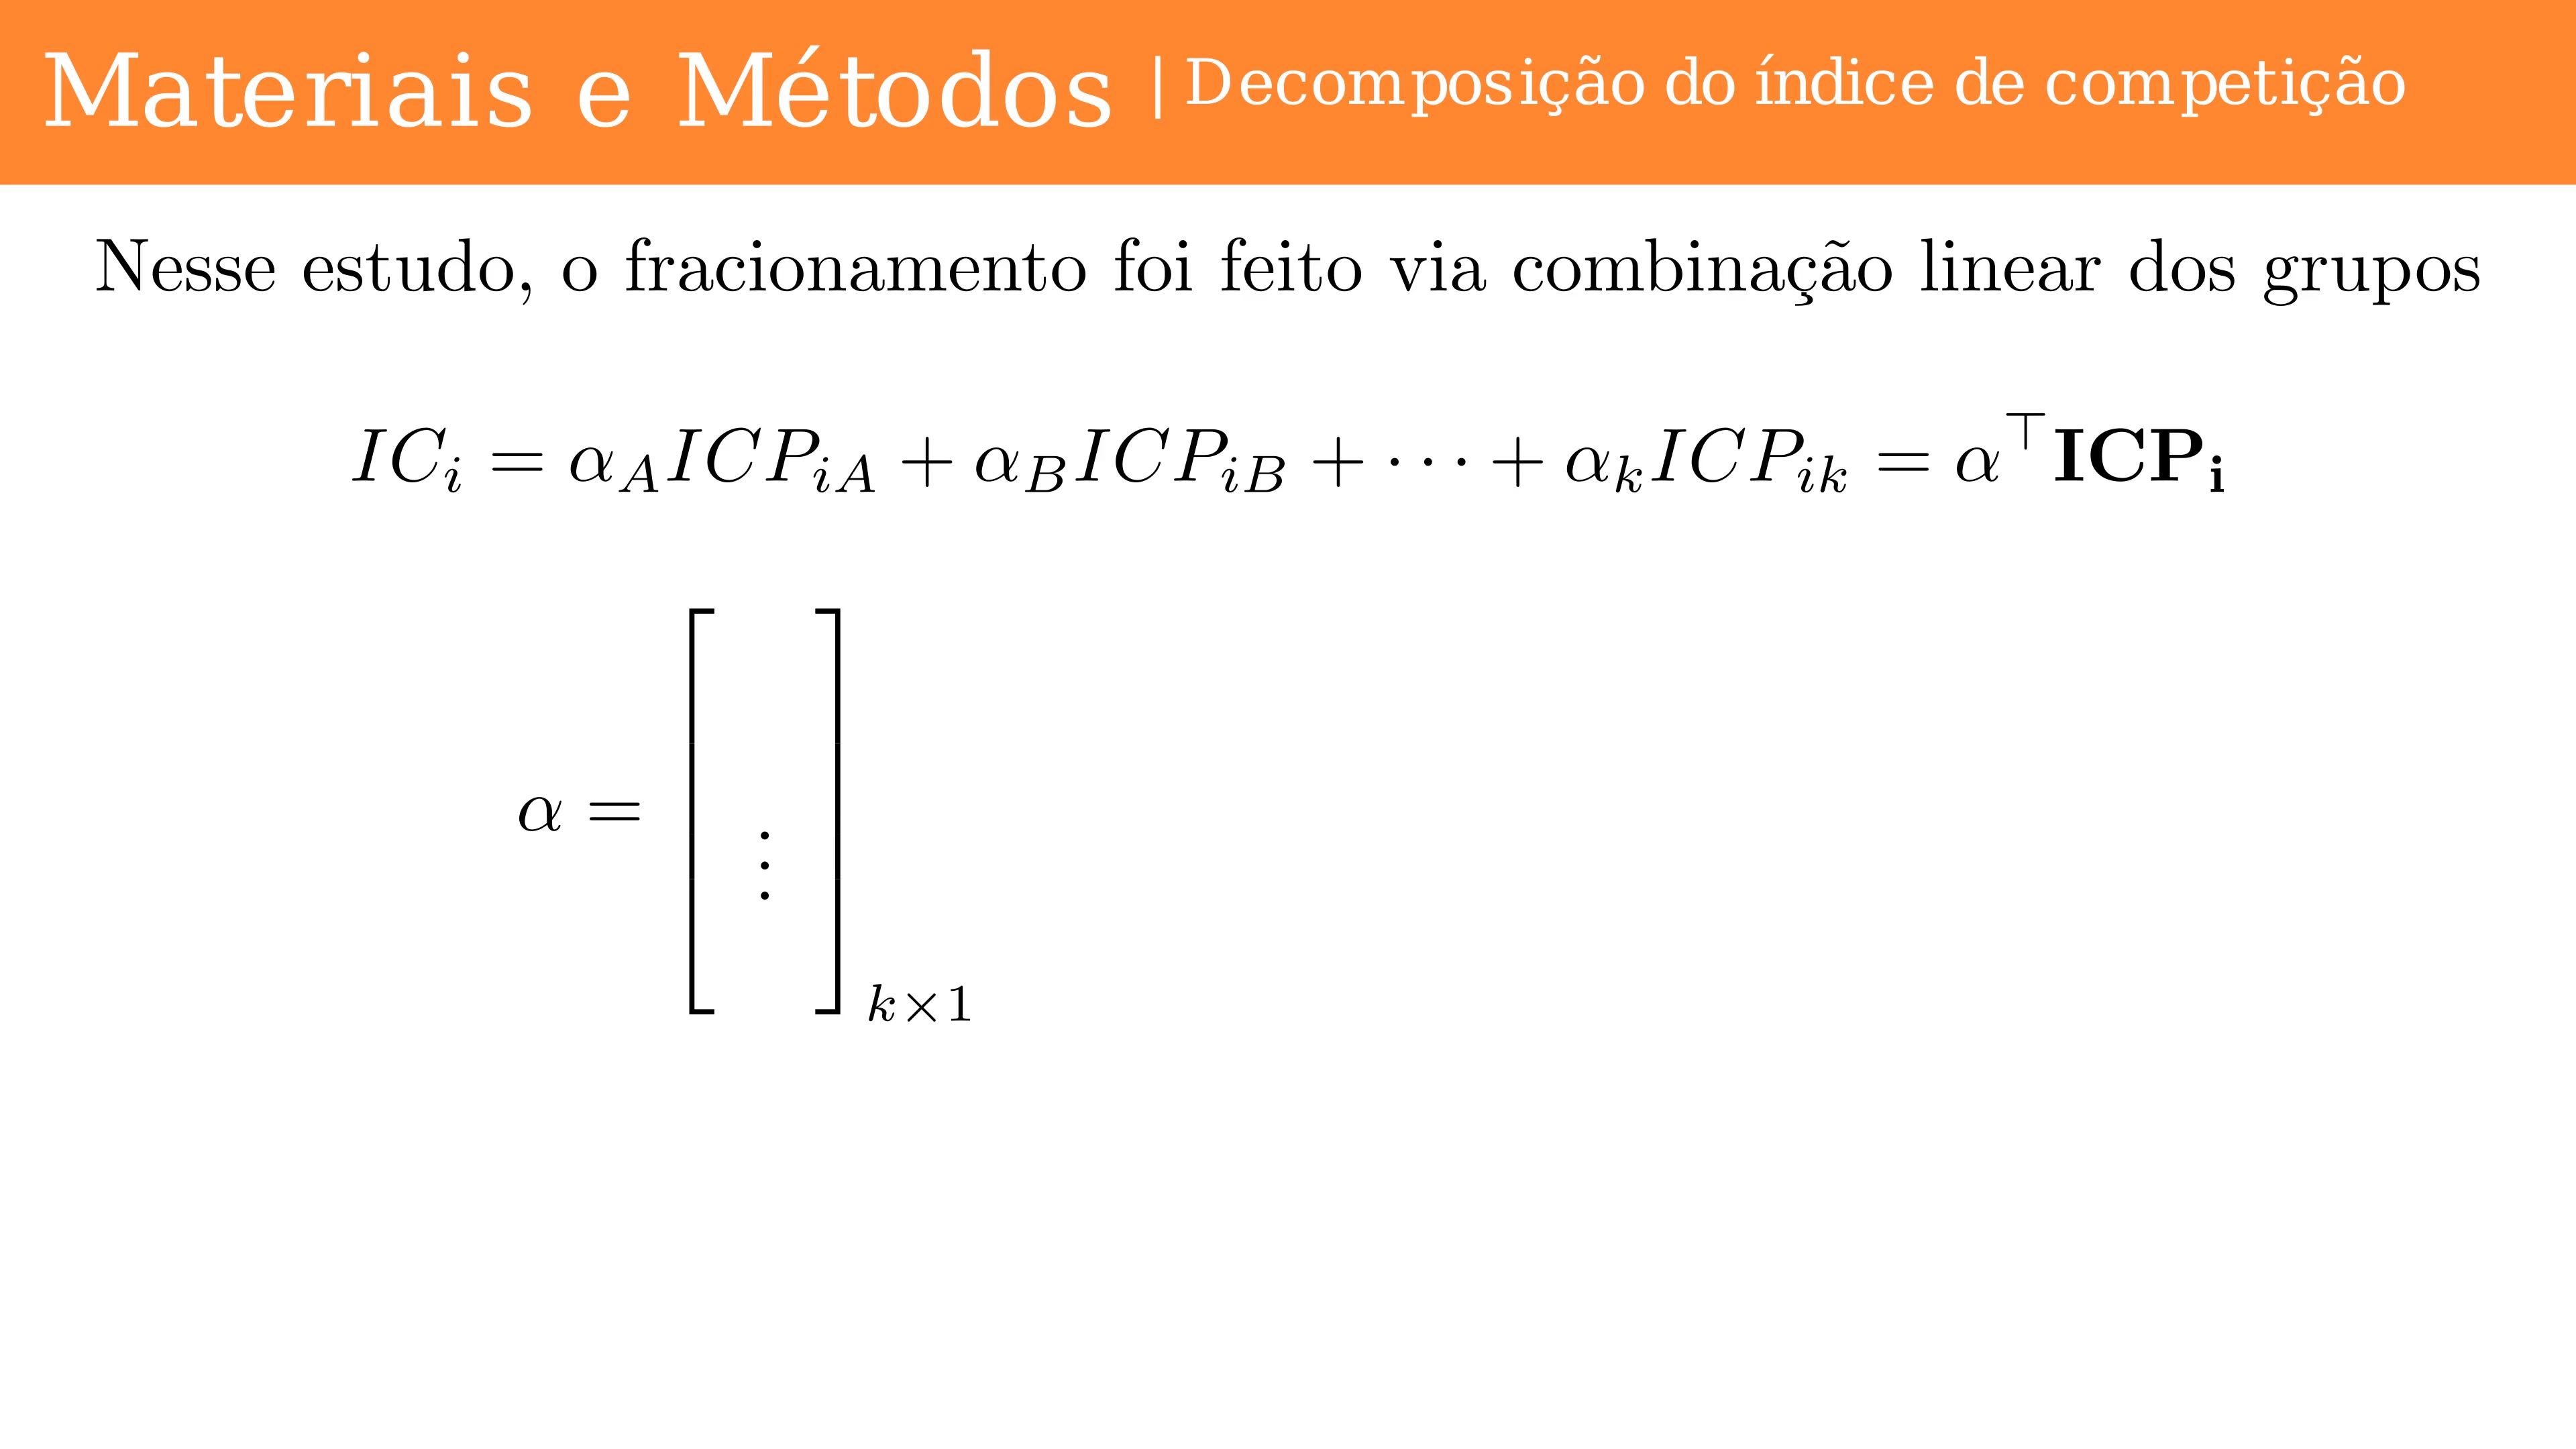 Materiais e Métodos | Decomposição do índice de competição
Nesse estudo, o fracionamento foi feito via combinação linear dos grupos
$IC_i = \alpha_A ICP_{iA} + \alpha_B ICP_{iB} + \cdots + \alpha_k ICP_{ik} = \alpha^\top \mathbf{ICP_i}$
$\alpha = \begin{bmatrix} \\ \\ \vdots \\ \\ \end{bmatrix}_{k \times 1}$